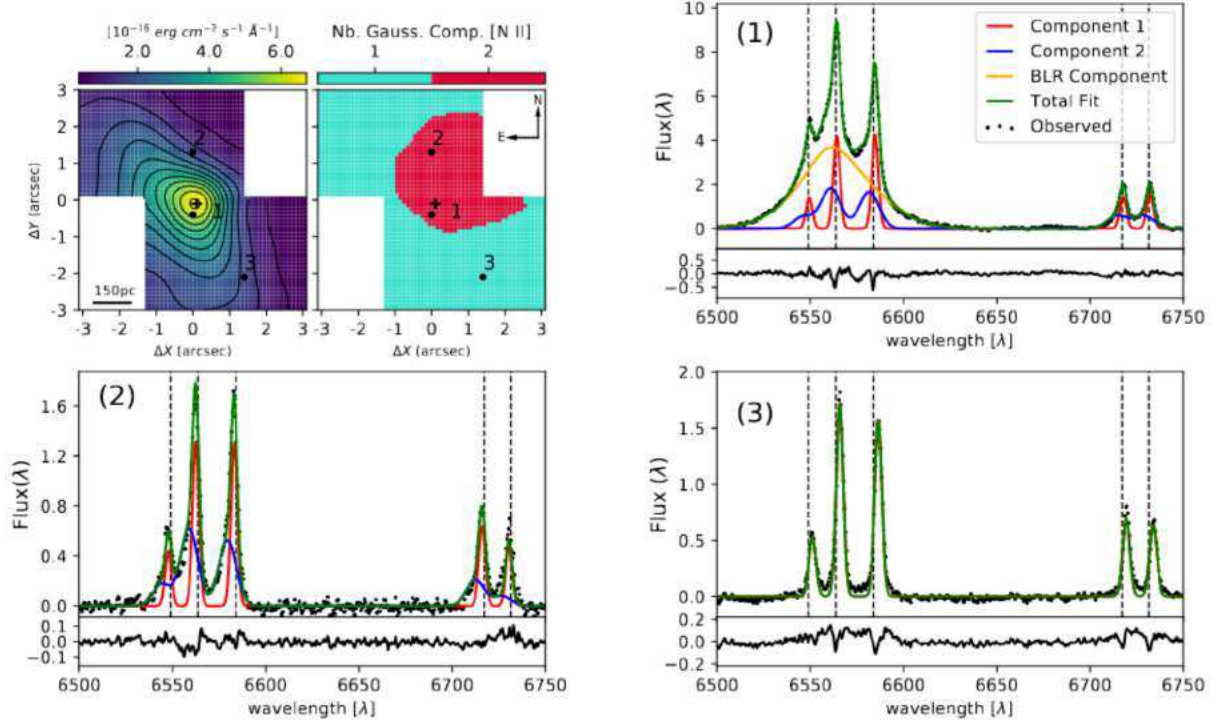 [10⁻¹⁶ erg cm⁻² s⁻¹ Å⁻¹]
2.0 4.0 6.0
Nb. Gauss. Comp. [N II]
1 2
3
2
1
0
-1
-2
-3
ΔY (arcsec)
2
1
3
150pc
-3 -2 -1 0 1 2 3
ΔX (arcsec)
N
E
2
1
3
-3 -2 -1 0 1 2 3
ΔX (arcsec)
(1)
Component 1
Component 2
BLR Component
Total Fit
Observed
10
8
6
4
2
0
Flux(λ)
0.5
0.0
−0.5
6500 6550 6600 6650 6700 6750
wavelength [λ]
(2)
1.6
1.2
0.8
0.4
0.0
Flux(λ)
0.1
0.0
−0.1
6500 6550 6600 6650 6700 6750
wavelength [λ]
(3)
2.0
1.5
1.0
0.5
0.0
Flux (λ)
0.2
0.0
−0.2
6500 6550 6600 6650 6700 6750
wavelength [λ]